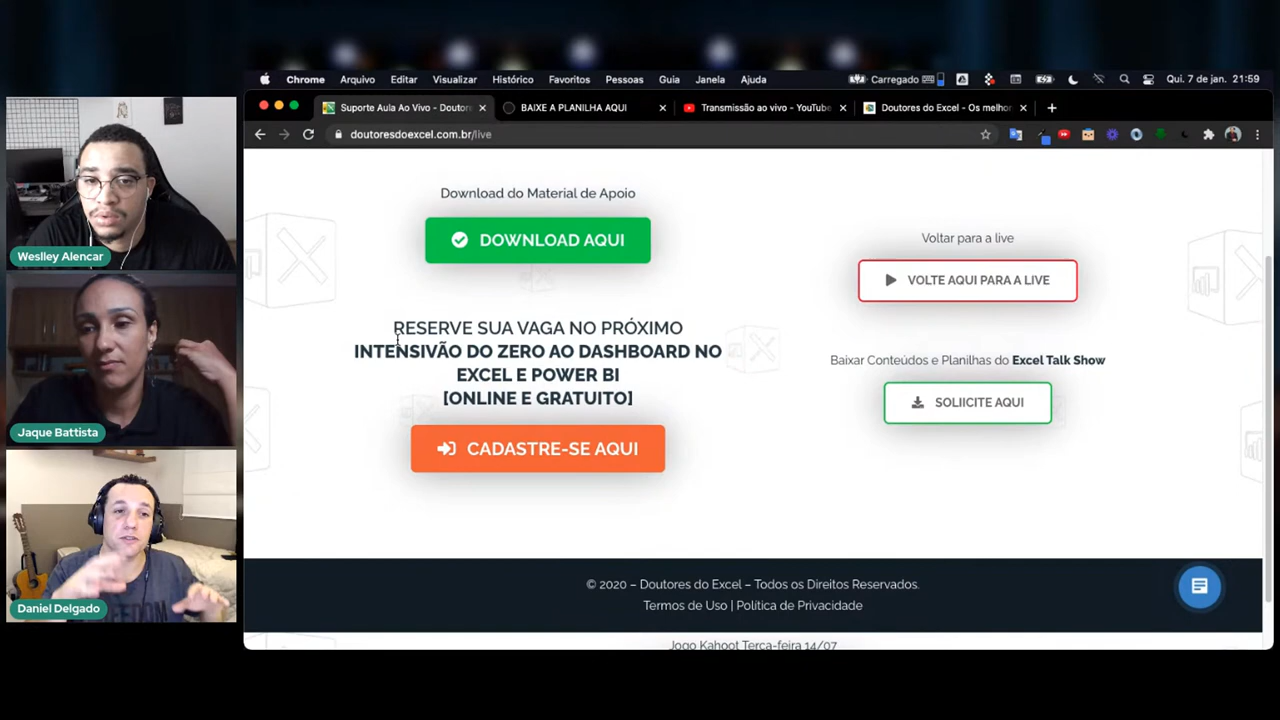 Chrome Arquivo Editar Visualizar Histórico Favoritos Pessoas Guia Janela Ajuda
Carregado
Qui. 7 de jan. 21:59
Suporte Aula Ao Vivo - Doutore
BAIXE A PLANILHA AQUI
Transmissão ao vivo - YouTube
Doutores do Excel - Os melho
doutoresdoexcel.com.br/live
Download do Material de Apoio
DOWNLOAD AQUI
RESERVE SUA VAGA NO PRÓXIMO
INTENSIVÃO DO ZERO AO DASHBOARD NO
EXCEL E POWER BI
[ONLINE E GRATUITO]
CADASTRE-SE AQUI
Voltar para a live
VOLTE AQUI PARA A LIVE
Baixar Conteúdos e Planilhas do Excel Talk Show
SOLIICITE AQUI
© 2020 – Doutores do Excel – Todos os Direitos Reservados.
Termos de Uso | Política de Privacidade
Jogo Kahoot Terça-feira 14/07
Weslley Alencar
Jaque Battista
Daniel Delgado